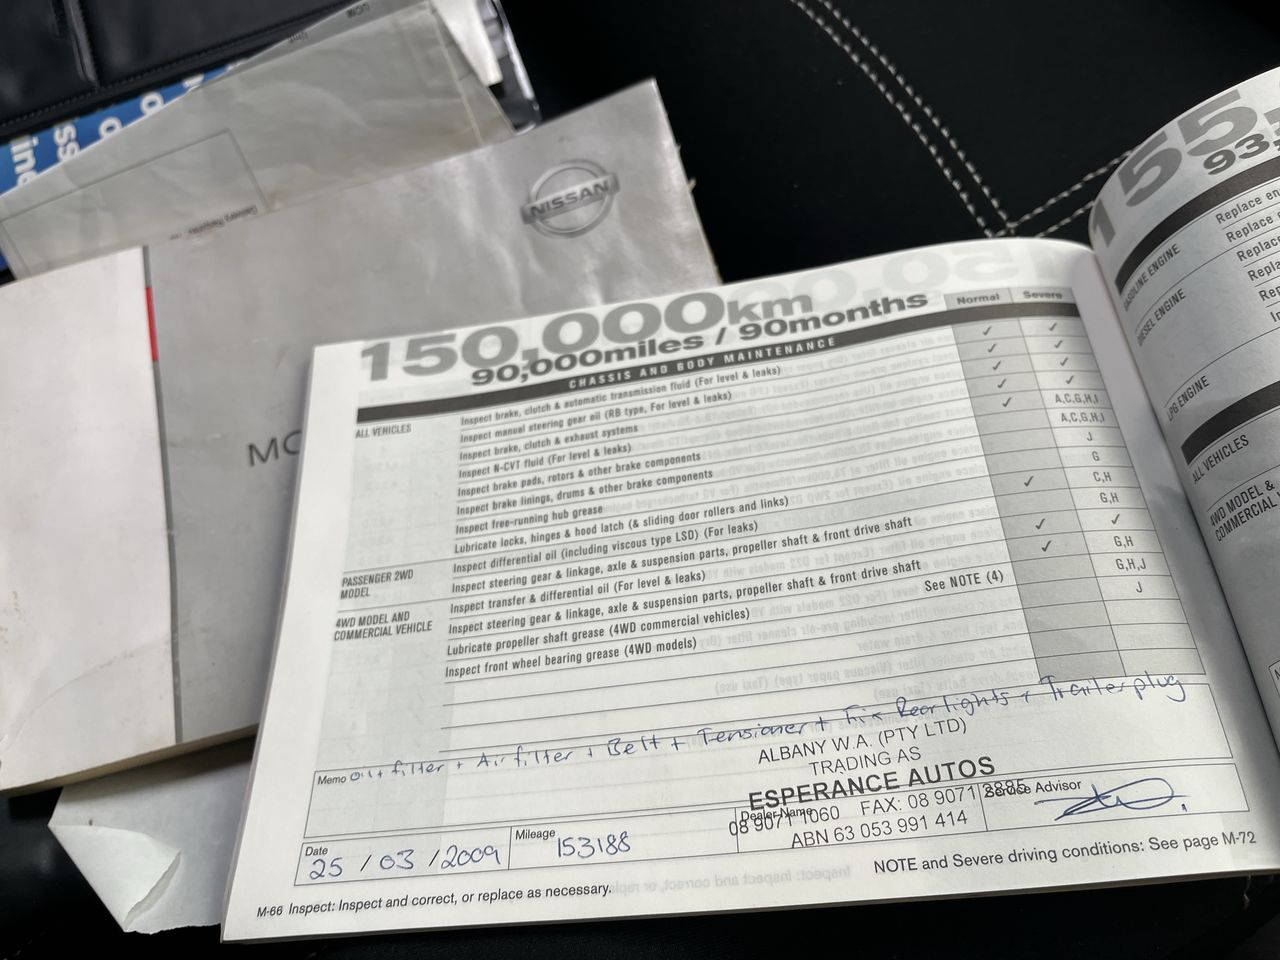 NISSAN
MO
150,000km
90,000miles / 90months
CHASSIS AND BODY MAINTENANCE
Normal
Severe
ALL VEHICLES
Inspect brake, clutch & automatic transmission fluid (For level & leaks)
Inspect manual steering gear oil (RB type, For level & leaks)
Inspect brake, clutch & exhaust systems
Inspect N-CVT fluid (For level & leaks)
Inspect brake pads, rotors & other brake components
A,C,G,H,I
Inspect brake linings, drums & other brake components
A,C,G,H,I
Inspect free-running hub grease
J
Lubricate locks, hinges & hood latch (& sliding door rollers and links)
G
Inspect differential oil (including viscous type LSD) (For leaks)
C,H
PASSENGER 2WD MODEL
Inspect steering gear & linkage, axle & suspension parts, propeller shaft & front drive shaft
G,H
4WD MODEL AND COMMERCIAL VEHICLE
Inspect transfer & differential oil (For level & leaks)
Inspect steering gear & linkage, axle & suspension parts, propeller shaft & front drive shaft
G,H
Lubricate propeller shaft grease (4WD commercial vehicles)
G,H,J
Inspect front wheel bearing grease (4WD models)
See NOTE (4)
J
Memo oil + filter + Air filter + Belt + Tensioner + Fix Rear lights + Trailer plug
ALBANY W.A. (PTY LTD)
TRADING AS
ESPERANCE AUTOS
Dealer Name
08 9071 1060 FAX: 08 9071 2885
ABN 63 053 991 414
Service Advisor
Date
25 / 03 / 2009
Mileage
153188
NOTE and Severe driving conditions: See page M-72
M-66 Inspect: Inspect and correct, or replace as necessary.
155,
93,
GASOLINE ENGINE
Replace en
Replace
DIESEL ENGINE
Replace
Repla
Rep
In
LPG ENGINE
ALL VEHICLES
4WD MODEL &
COMMERCIAL